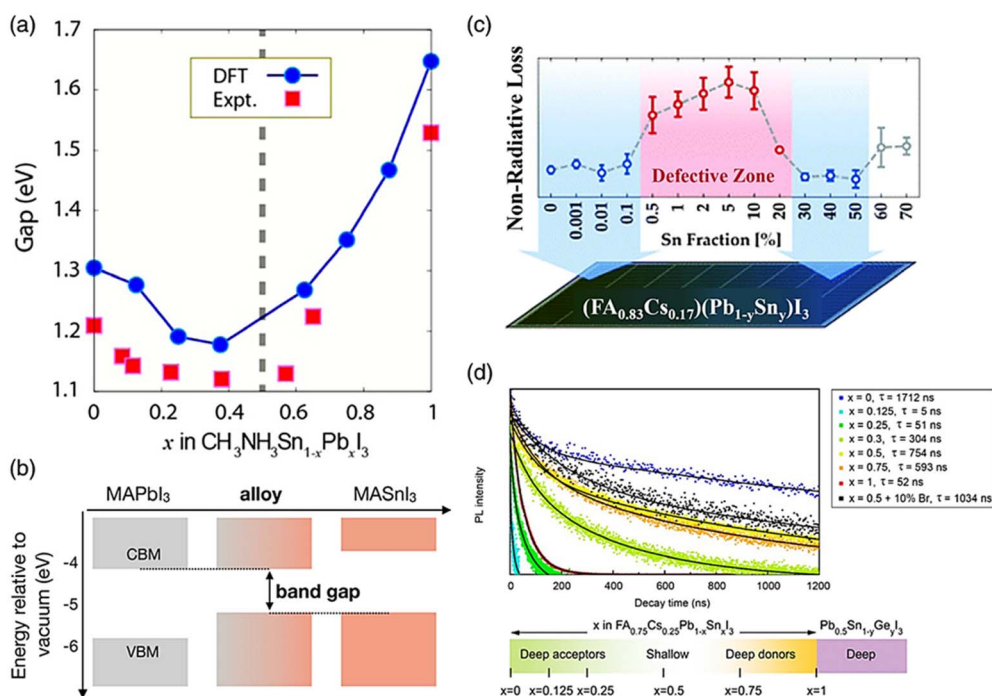 (a)
1.7
1.6
1.5
1.4
1.3
1.2
1.1
Gap (eV)
DFT
Expt.
0 0.2 0.4 0.6 0.8 1
x in CH3NH3Sn1-xPbxI3
(b)
MAPbI3 alloy MASnI3
Energy relative to
vacuum (eV)
-4
-5
-6
CBM
band gap
VBM
(c)
Non-Radiative
Loss
Defective Zone
0 0.001 0.01 0.1 0.5 1 2 5 10 20 30 40 50 60 70
Sn Fraction [%]
(FA0.83Cs0.17)(Pb1-ySny)I3
(d)
PL intensity
x = 0, τ = 1712 ns
x = 0.125, τ = 5 ns
x = 0.25, τ = 51 ns
x = 0.3, τ = 304 ns
x = 0.5, τ = 754 ns
x = 0.75, τ = 593 ns
x = 1, τ = 52 ns
x = 0.5 + 10% Br, τ = 1034 ns
0 200 400 600 800 1000 1200
Decay time (ns)
x in FA0.75Cs0.25Pb1-xSnxI3 Pb0.5Sn1-yGeyI3
Deep acceptors Shallow Deep donors Deep
x=0 x=0.125 x=0.25 x=0.5 x=0.75 x=1